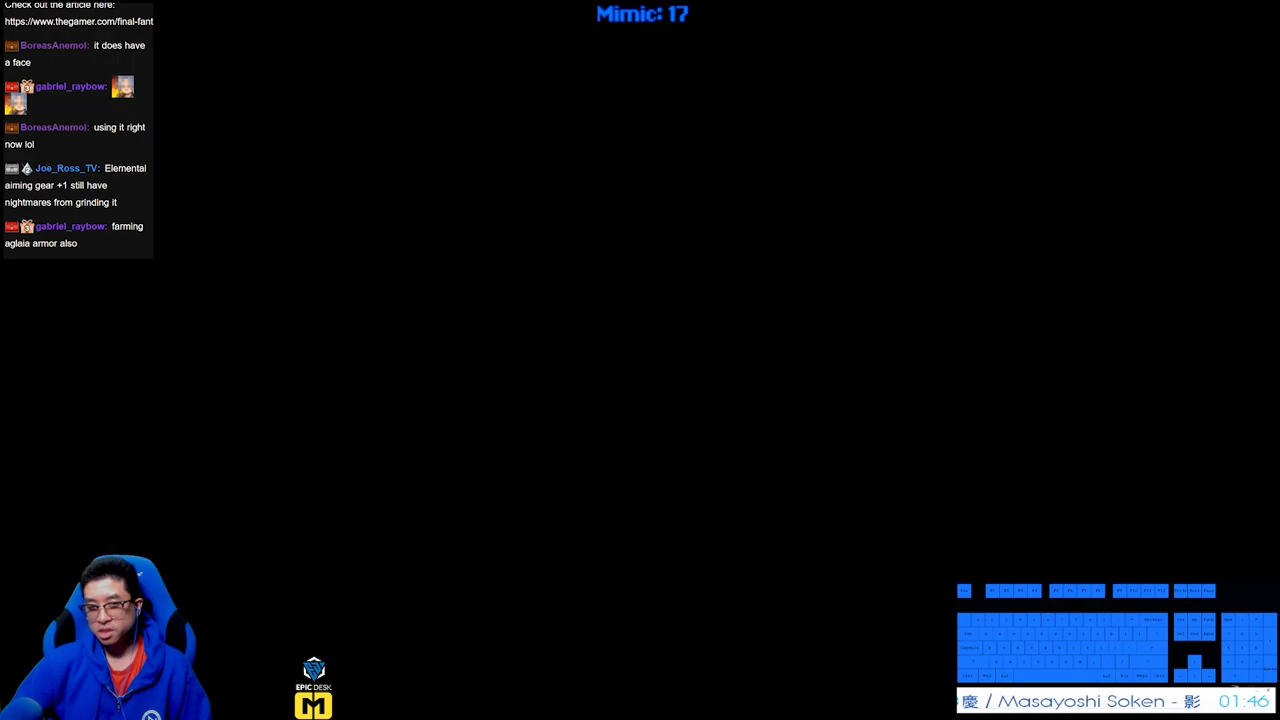 Check out the article here:
https://www.thegamer.com/final-fant
Mimic: 17
BoreasAnemoi: it does have
a face
gabriel_raybow:
BoreasAnemoi: using it right
now lol
Joe_Ross_TV: Elemental
aiming gear +1 still have
nightmares from grinding it
gabriel_raybow: farming
aglaia armor also
EPIC DESK
M
慶 / Masayoshi Soken - 影
01:46